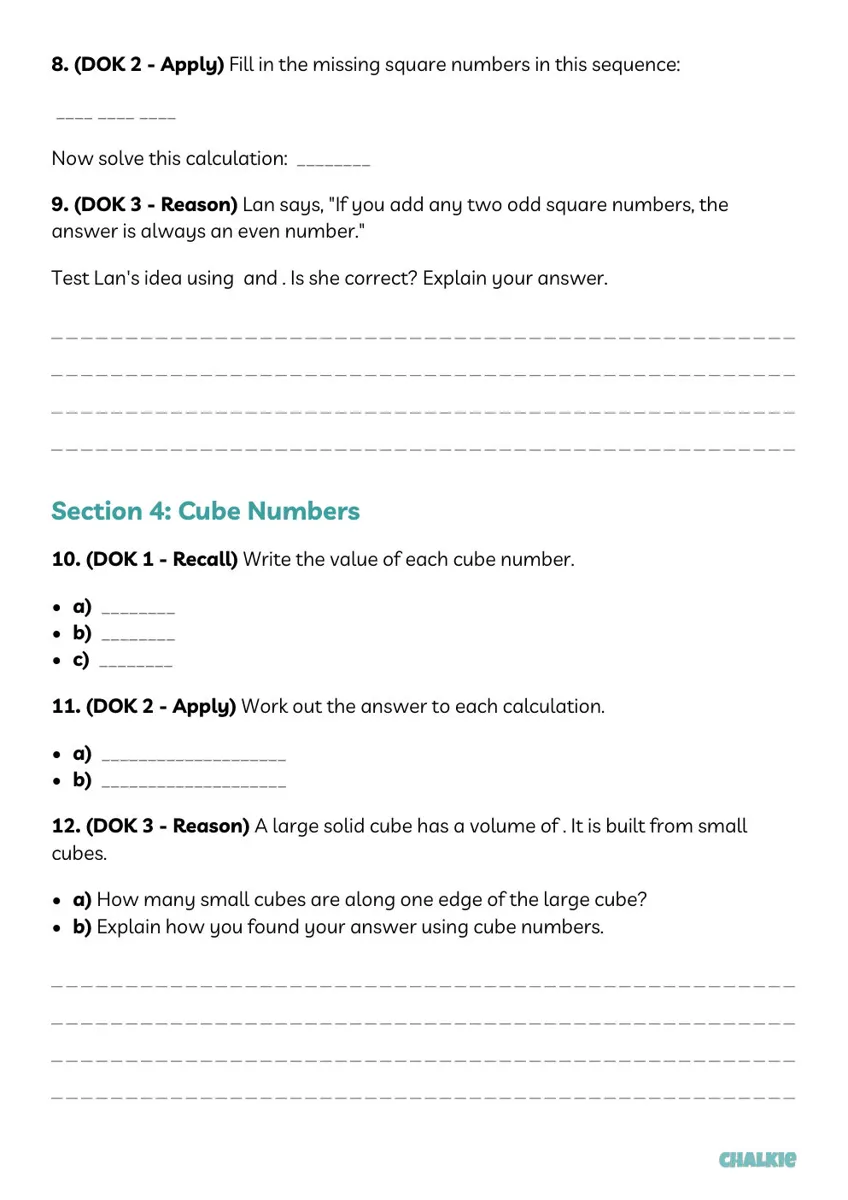 8. (DOK 2 - Apply) Fill in the missing square numbers in this sequence:
____ ____ ____
Now solve this calculation: ________
9. (DOK 3 - Reason) Lan says, "If you add any two odd square numbers, the
answer is always an even number."
Test Lan's idea using and . Is she correct? Explain your answer.
Section 4: Cube Numbers
10. (DOK 1 - Recall) Write the value of each cube number.
• a) ________
• b) ________
• c) ________
11. (DOK 2 - Apply) Work out the answer to each calculation.
• a) ____________________
• b) ____________________
12. (DOK 3 - Reason) A large solid cube has a volume of . It is built from small
cubes.
• a) How many small cubes are along one edge of the large cube?
• b) Explain how you found your answer using cube numbers.
CHALKIE